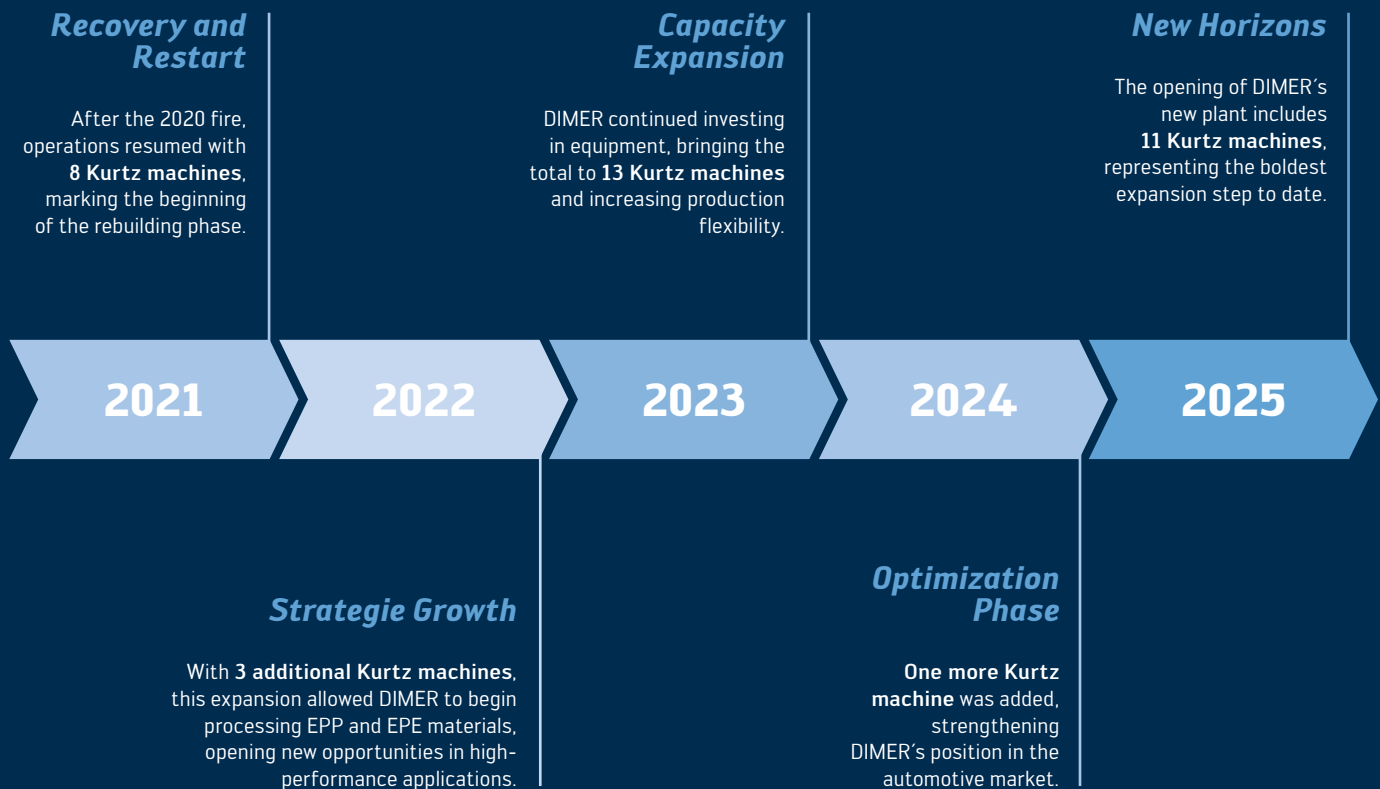 Recovery and
Restart
After the 2020 fire,
operations resumed with
8 Kurtz machines,
marking the beginning
of the rebuilding phase.
Capacity
Expansion
DIMER continued investing
in equipment, bringing the
total to 13 Kurtz machines
and increasing production
flexibility.
New Horizons
The opening of DIMER´s
new plant includes
11 Kurtz machines,
representing the boldest
expansion step to date.
2021
2022
2023
2024
2025
Strategie Growth
With 3 additional Kurtz machines,
this expansion allowed DIMER to begin
processing EPP and EPE materials,
opening new opportunities in high-
performance applications.
Optimization
Phase
One more Kurtz
machine was added,
strengthening
DIMER´s position in the
automotive market.